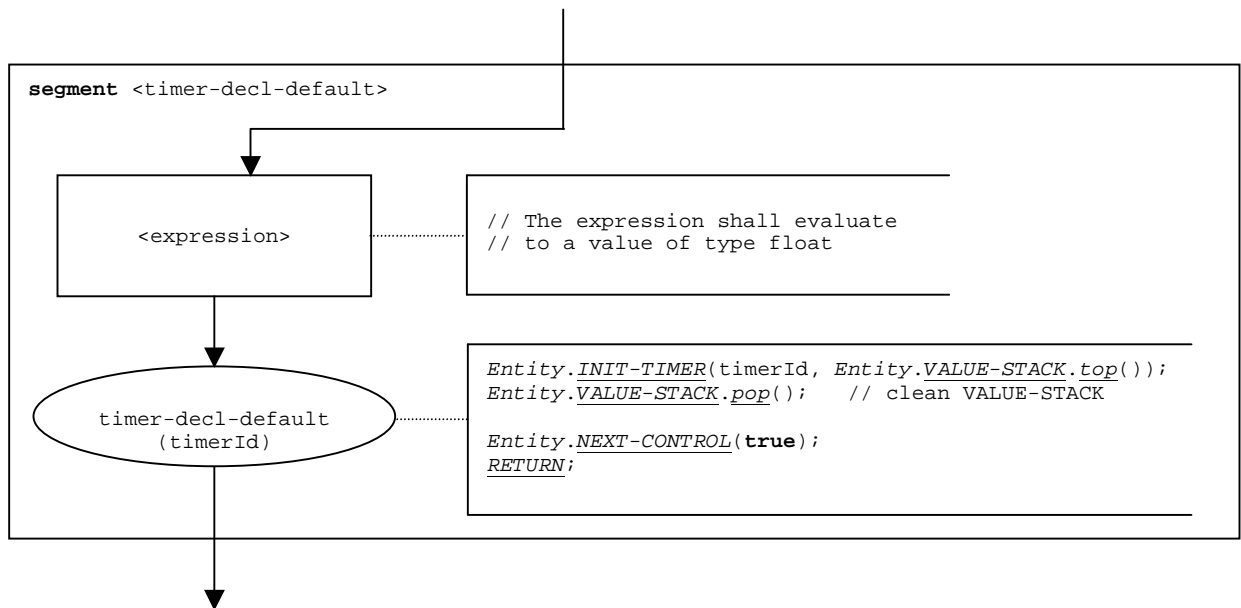 segment <timer-decl-default>
<expression>
// The expression shall evaluate
// to a value of type float
timer-decl-default
(timerId)
Entity.INIT-TIMER(timerId, Entity.VALUE-STACK.top());
Entity.VALUE-STACK.pop(); // clean VALUE-STACK
Entity.NEXT-CONTROL(true);
RETURN;